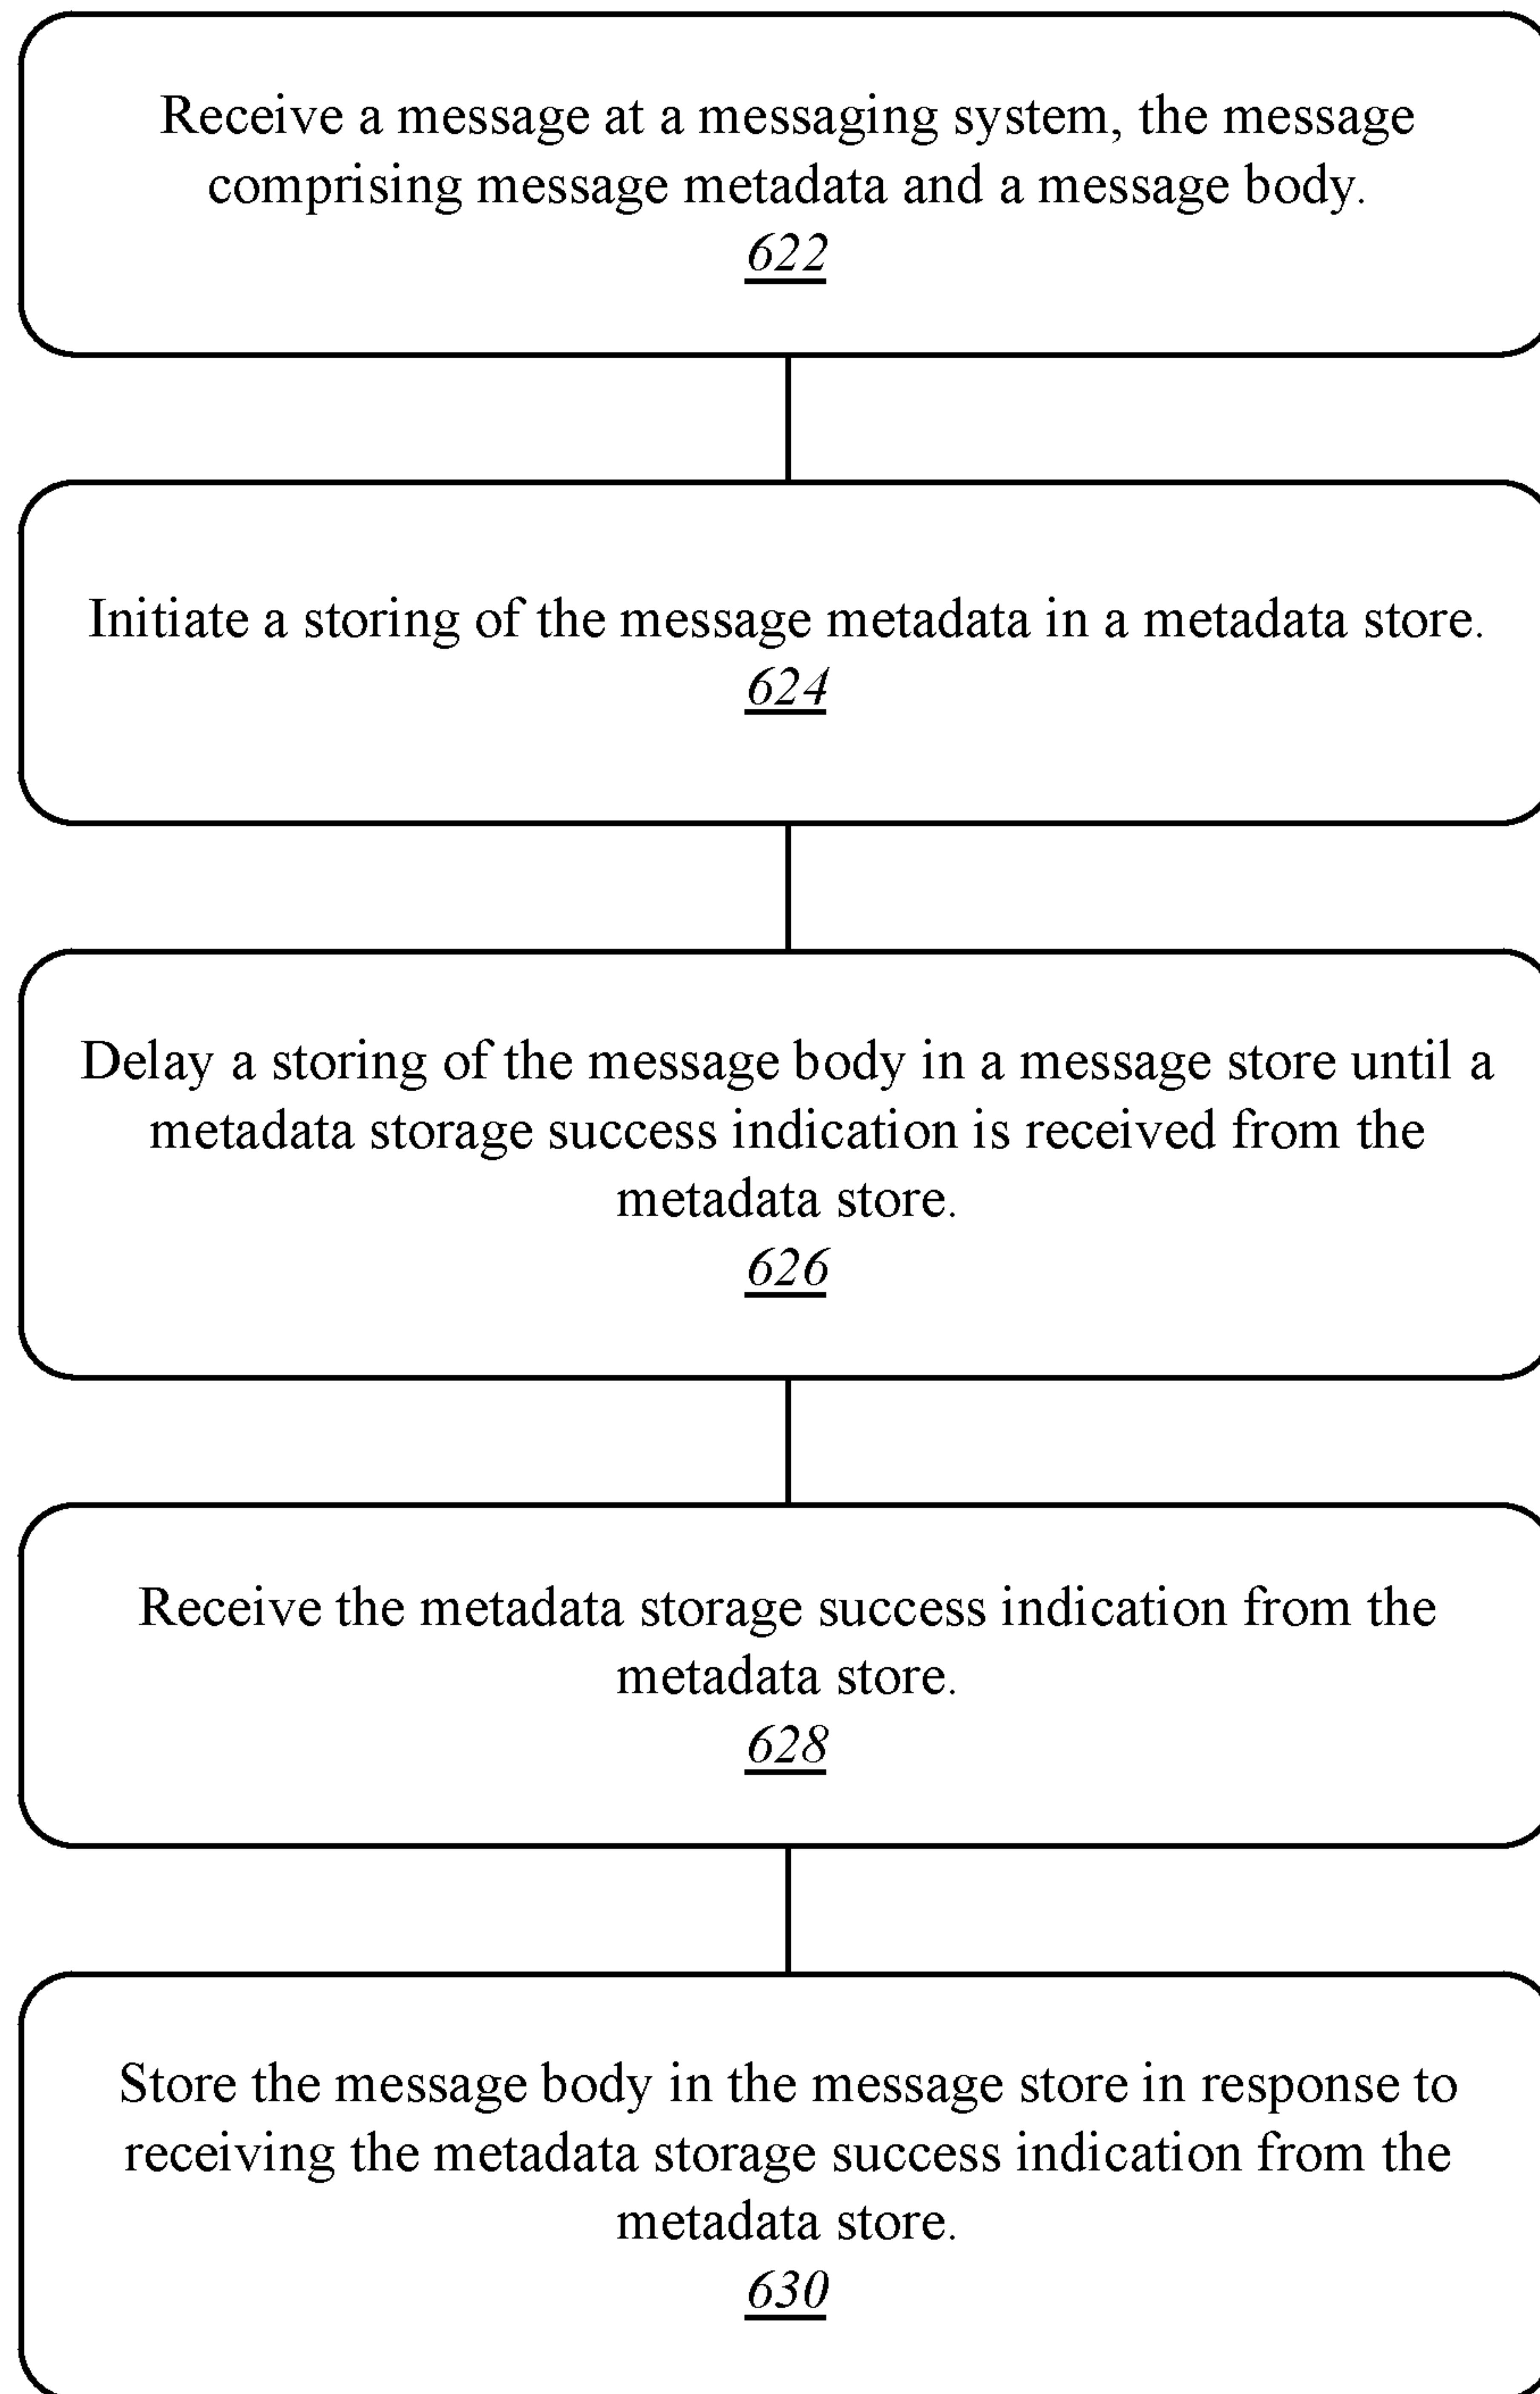 Receive a message at a messaging system, the message
comprising message metadata and a message body.
622
Initiate a storing of the message metadata in a metadata store.
624
Delay a storing of the message body in a message store until a
metadata storage success indication is received from the
metadata store.
626
Receive the metadata storage success indication from the
metadata store.
628
Store the message body in the message store in response to
receiving the metadata storage success indication from the
metadata store.
630